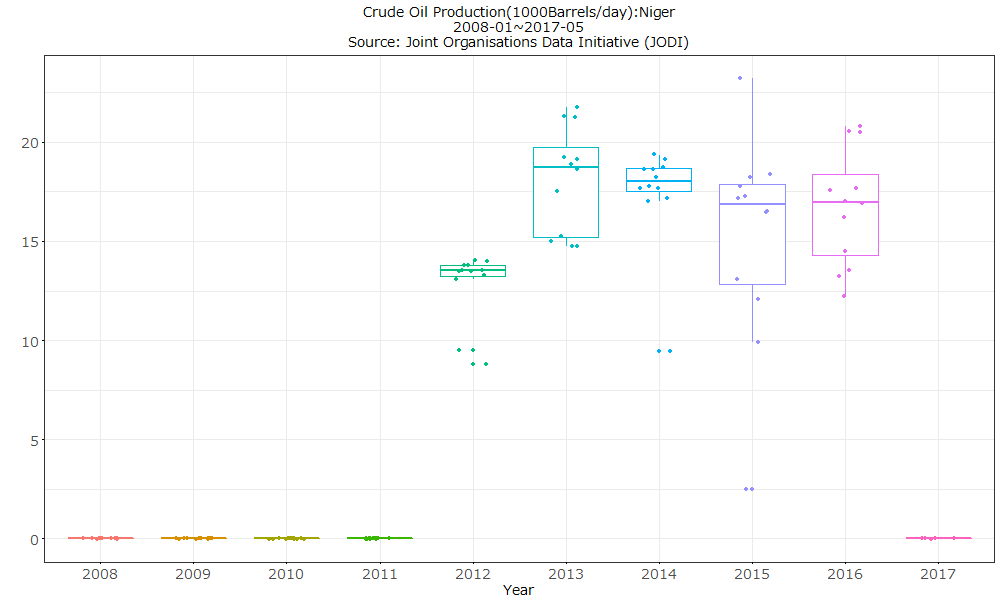 Crude Oil Production(1000Barrels/day):Niger
2008-01~2017-05
Source: Joint Organisations Data Initiative (JODI)
20
15
10
5
0
2008 2009 2010 2011 2012 2013 2014 2015 2016 2017
Year